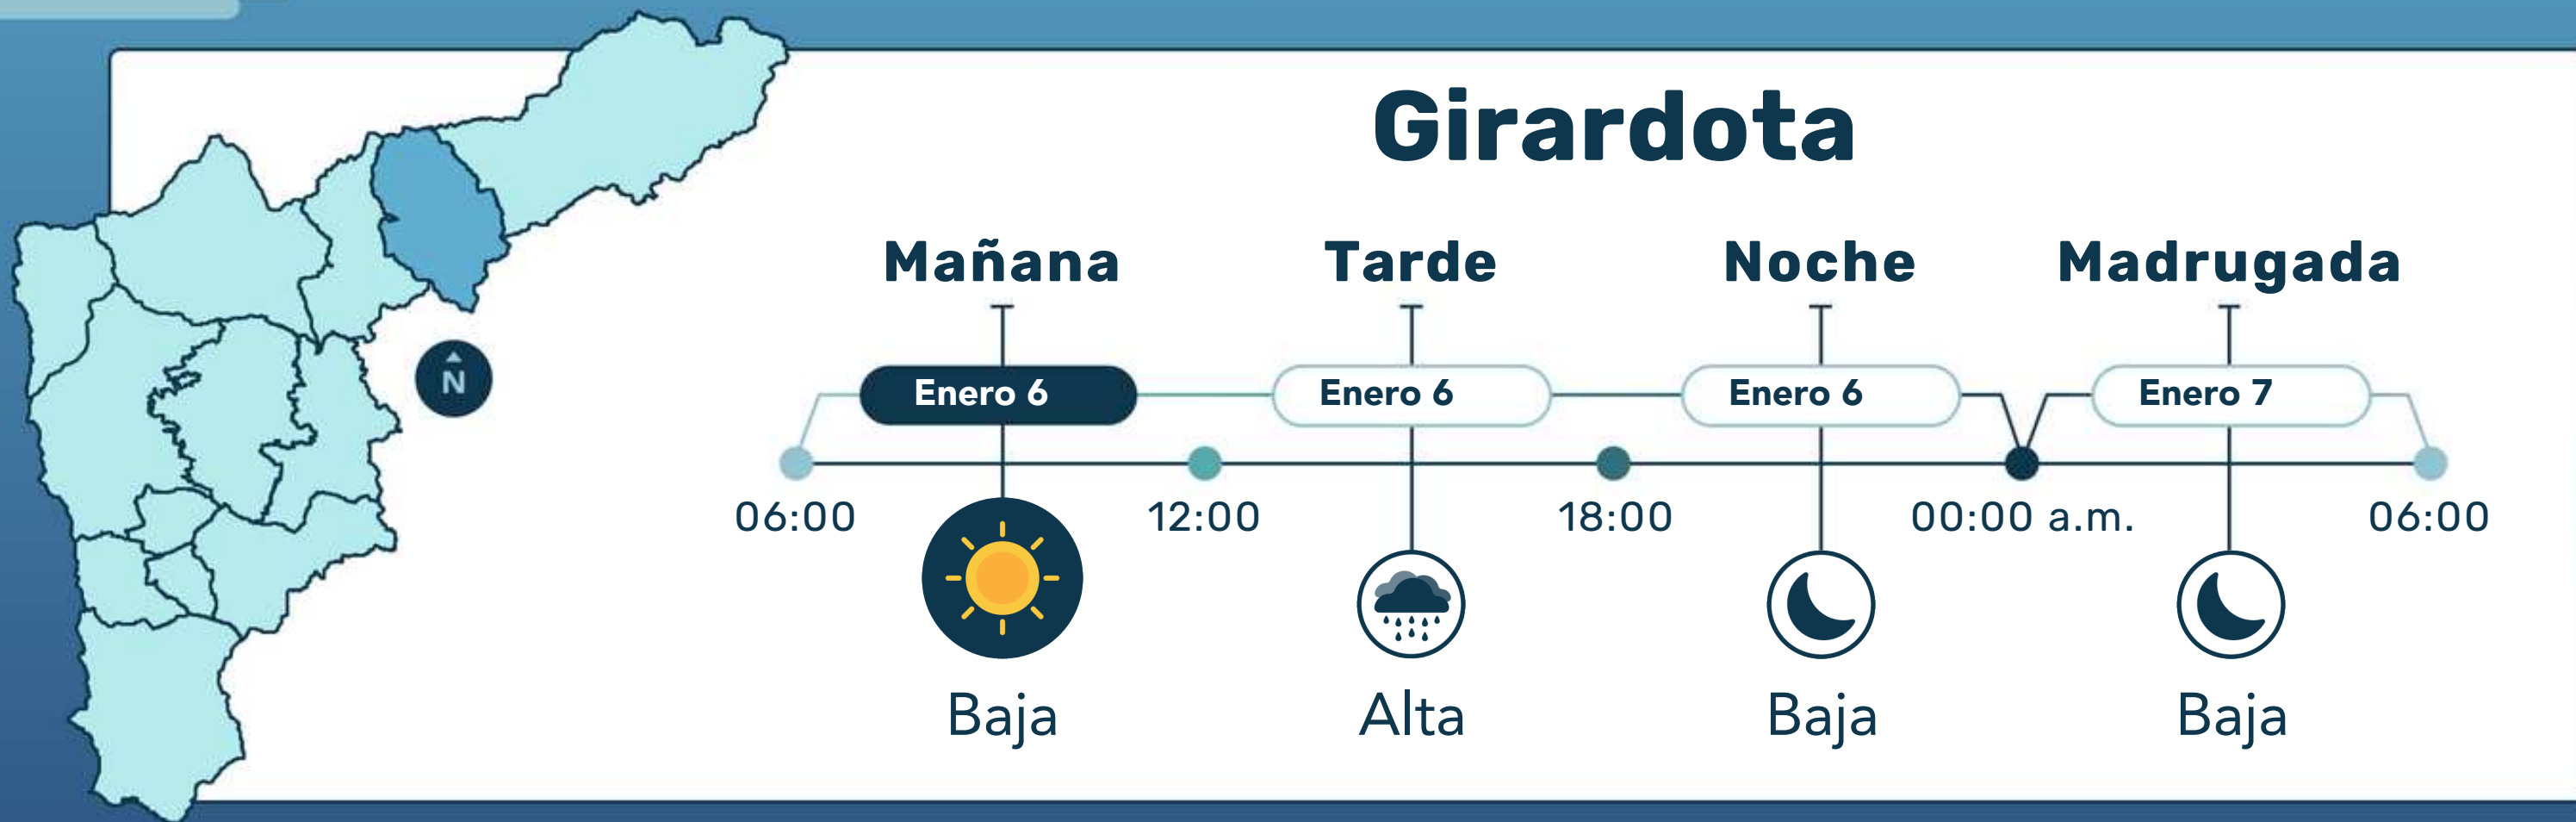 Girardota
Mañana Tarde Noche Madrugada
Enero 6 Enero 6 Enero 6 Enero 7
06:00 12:00 18:00 00:00 a.m. 06:00
N
Baja Alta Baja Baja